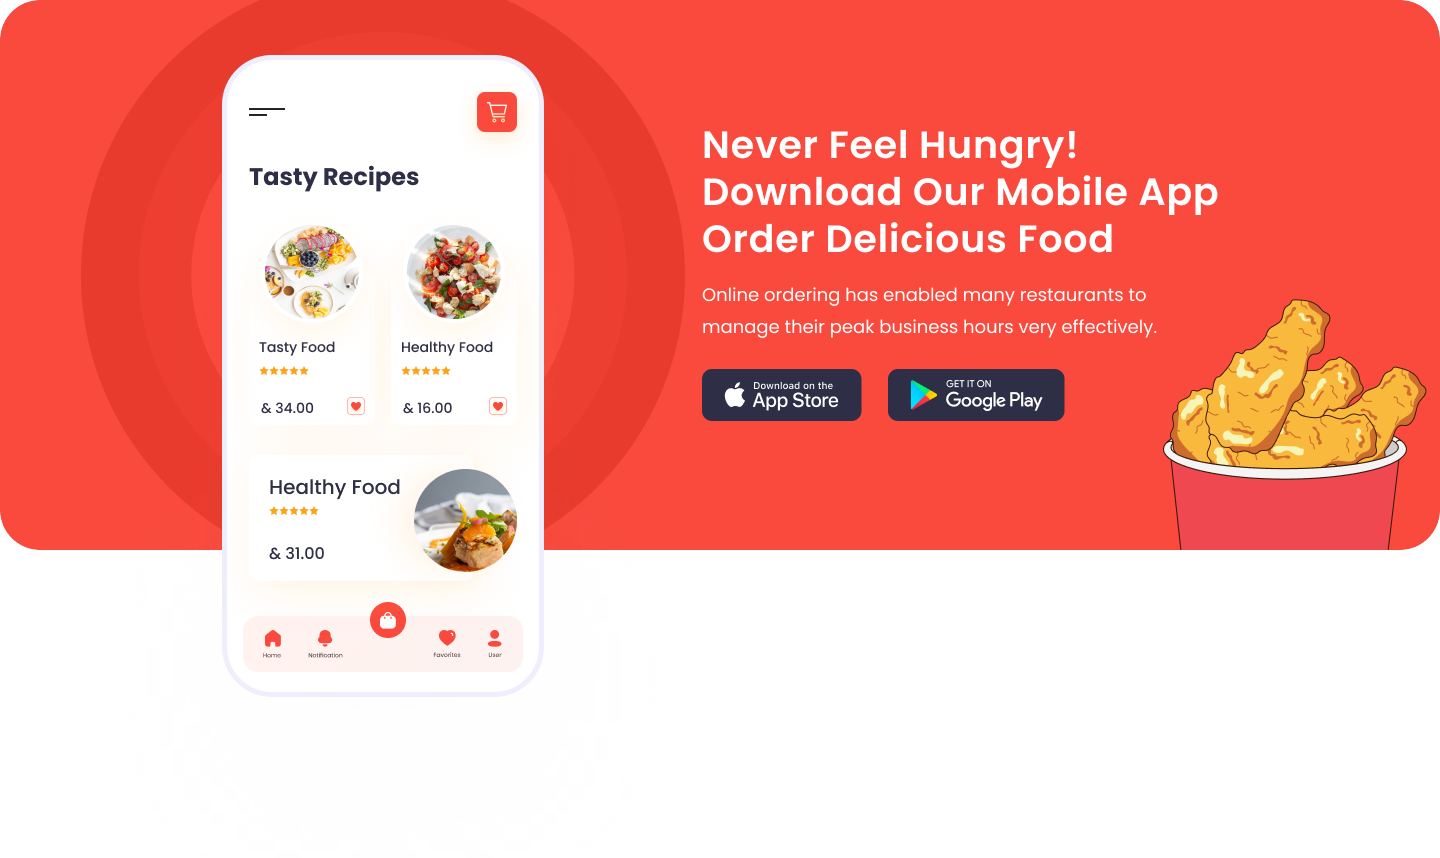 Tasty Recipes
Tasty Food
& 34.00
Healthy Food
& 16.00
Healthy Food
& 31.00
Home
Notification
Favorites
User
Never Feel Hungry!
Download Our Mobile App
Order Delicious Food
Online ordering has enabled many restaurants to
manage their peak business hours very effectively.
Download on the
App Store
GET IT ON
Google Play